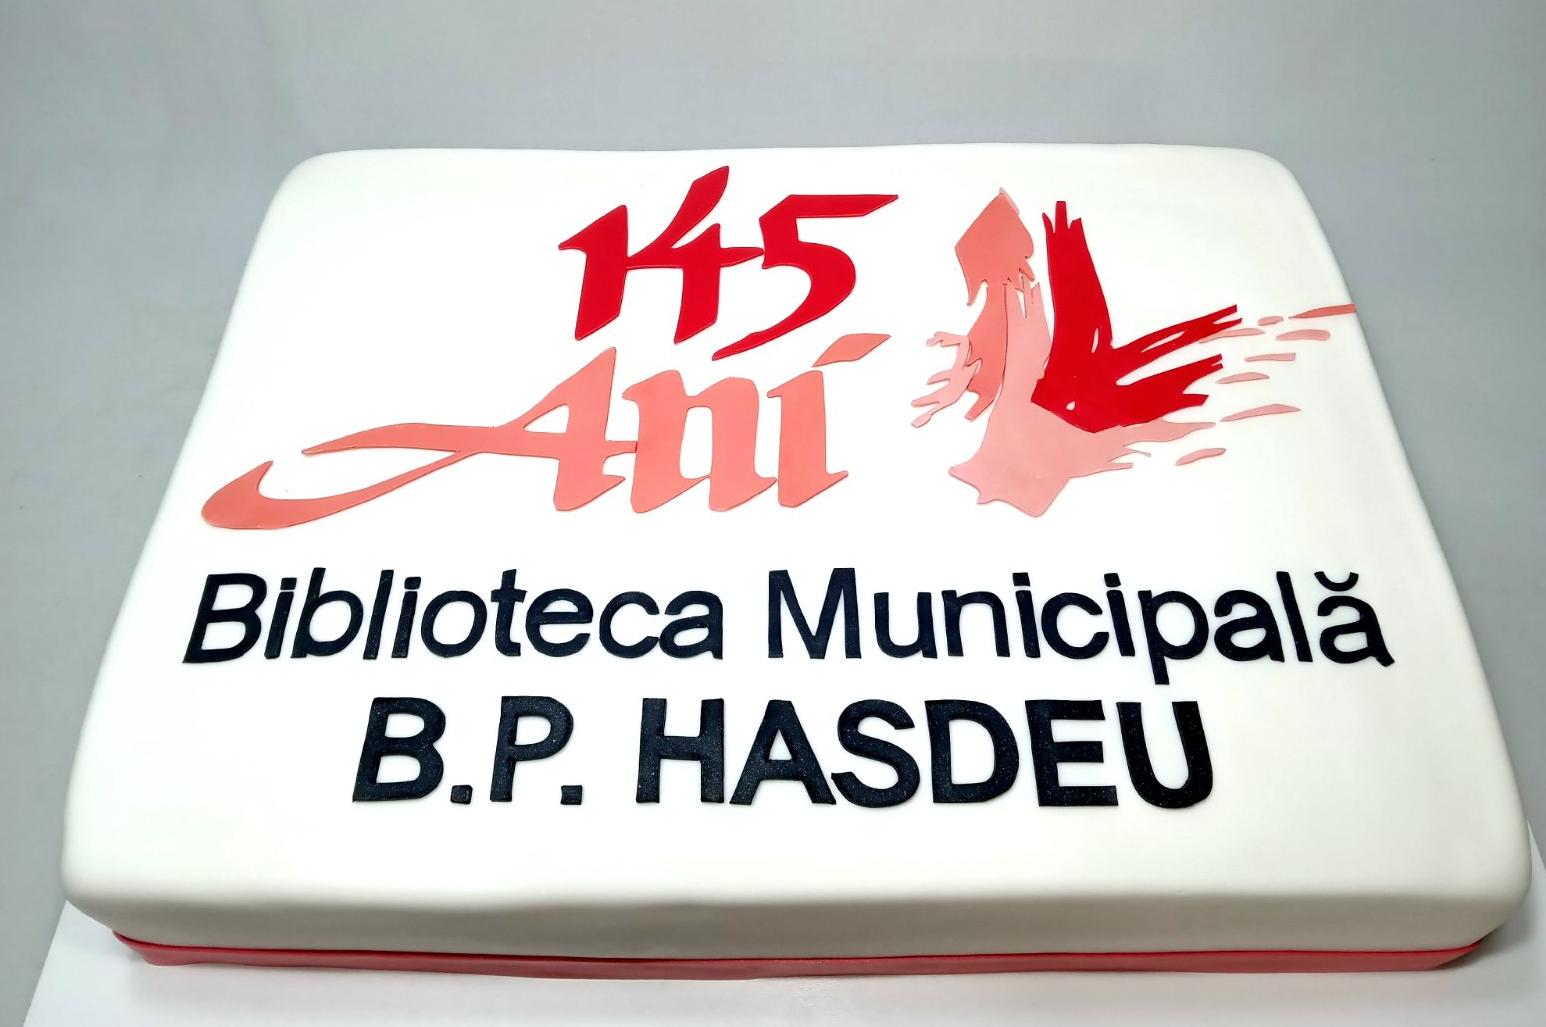 145
Ani
Biblioteca Municipală
B.P. HASDEU